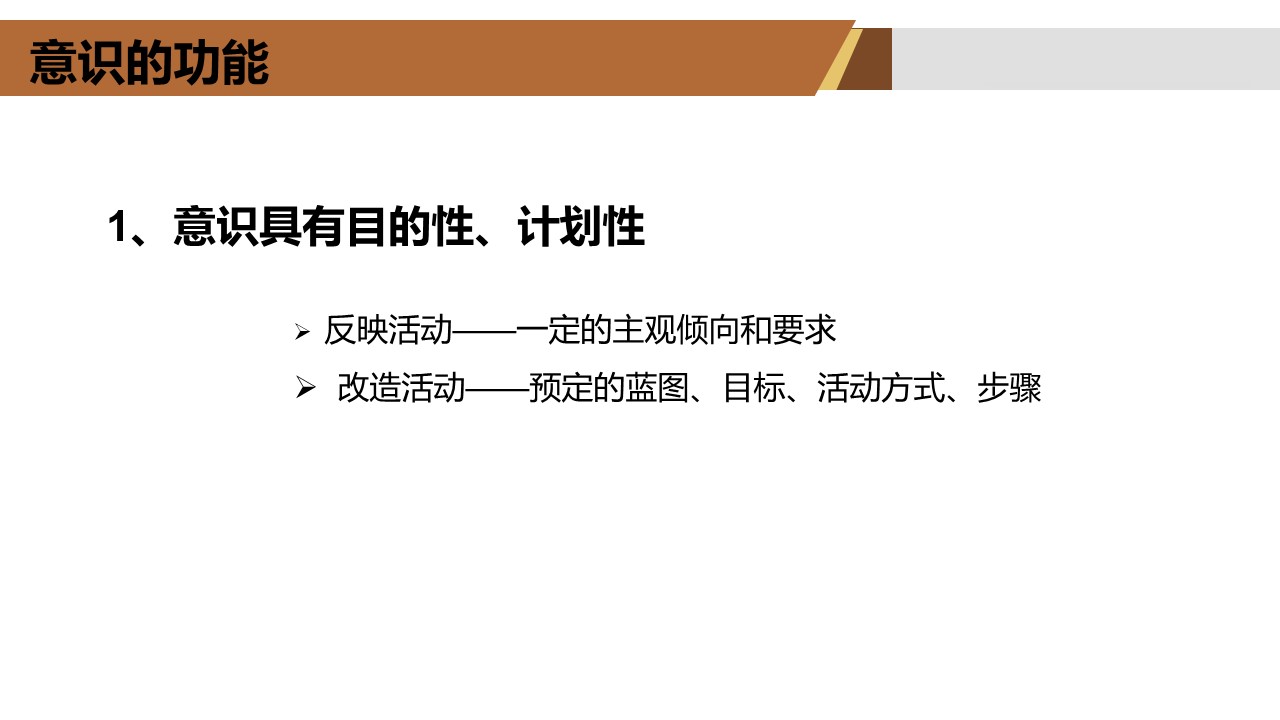 意识的功能
1、意识具有目的性、计划性
➢ 反映活动——一定的主观倾向和要求
➢ 改造活动——预定的蓝图、目标、活动方式、步骤